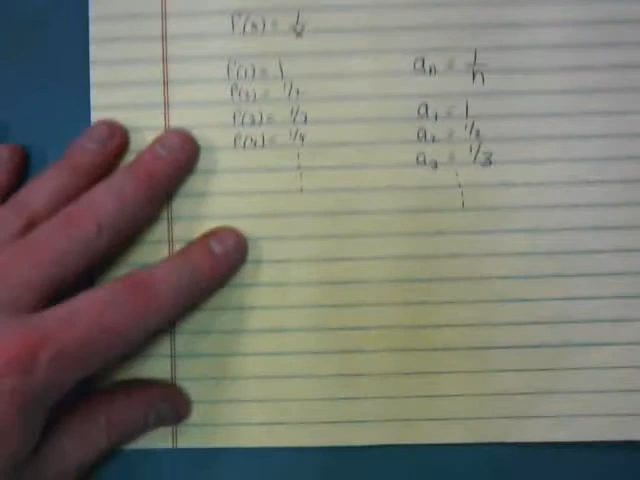 f(x) = 1/x
f(1) = 1
f(2) = 1/2
f(3) = 1/3
f(4) = 1/4
aₙ = 1/n
a₁ = 1
a₂ = 1/2
a₃ = 1/3